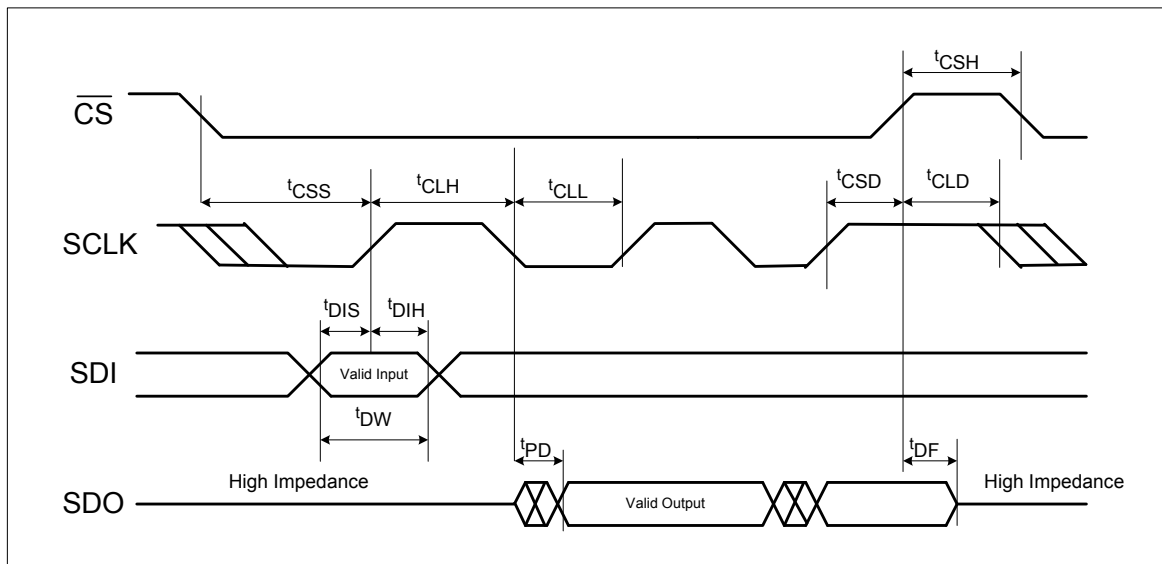 tCSH
CS
tCSS
tCLH
tCLL
tCSD
tCLD
SCLK
tDIS
tDIH
SDI
Valid Input
tDW
tPD
tDF
High Impedance
High Impedance
SDO
Valid Output